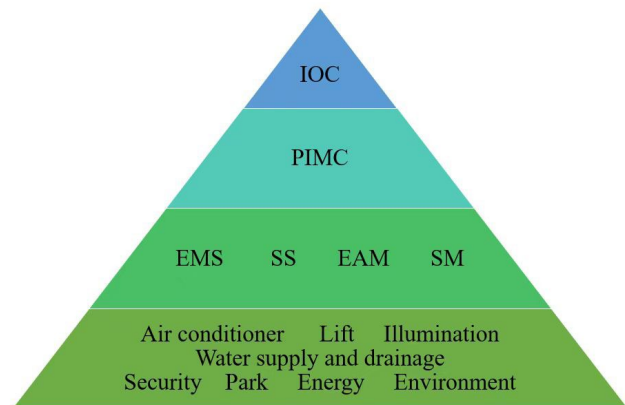 IOC
PIMC
EMS SS EAM SM
Air conditioner Lift Illumination
Water supply and drainage
Security Park Energy Environment